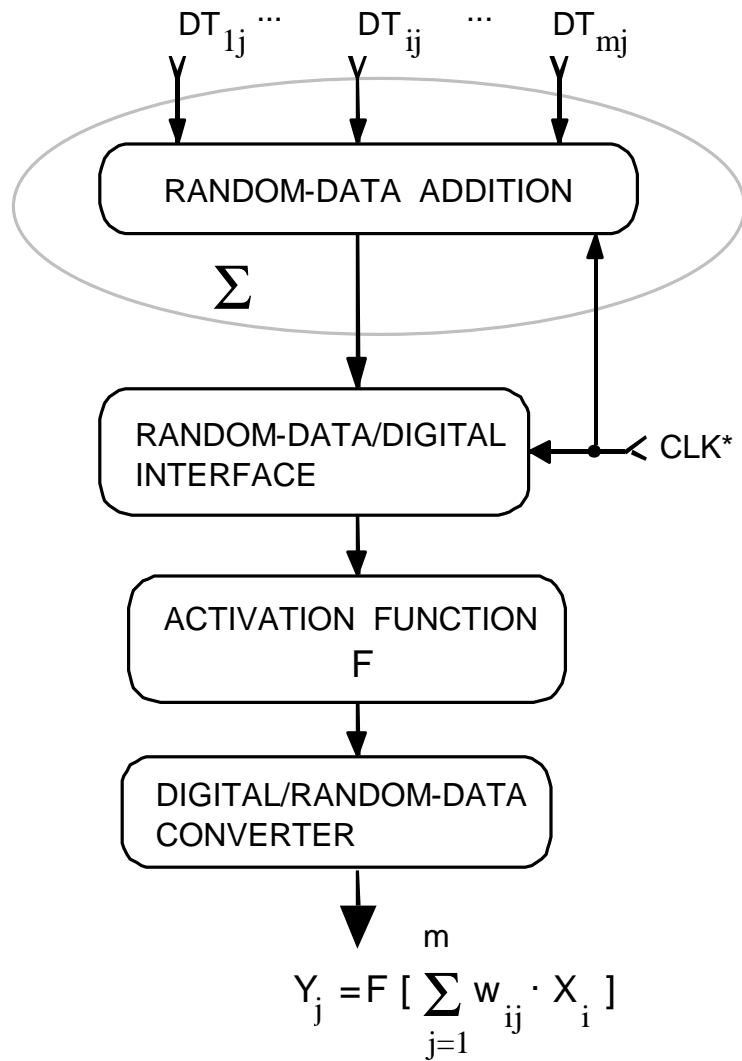 DT1j ... DTij ... DTmj
RANDOM-DATA ADDITION
Σ
RANDOM-DATA/DIGITAL
INTERFACE
CLK*
ACTIVATION FUNCTION
F
DIGITAL/RANDOM-DATA
CONVERTER
m
Yj = F [ Σ wij · Xi ]
j=1